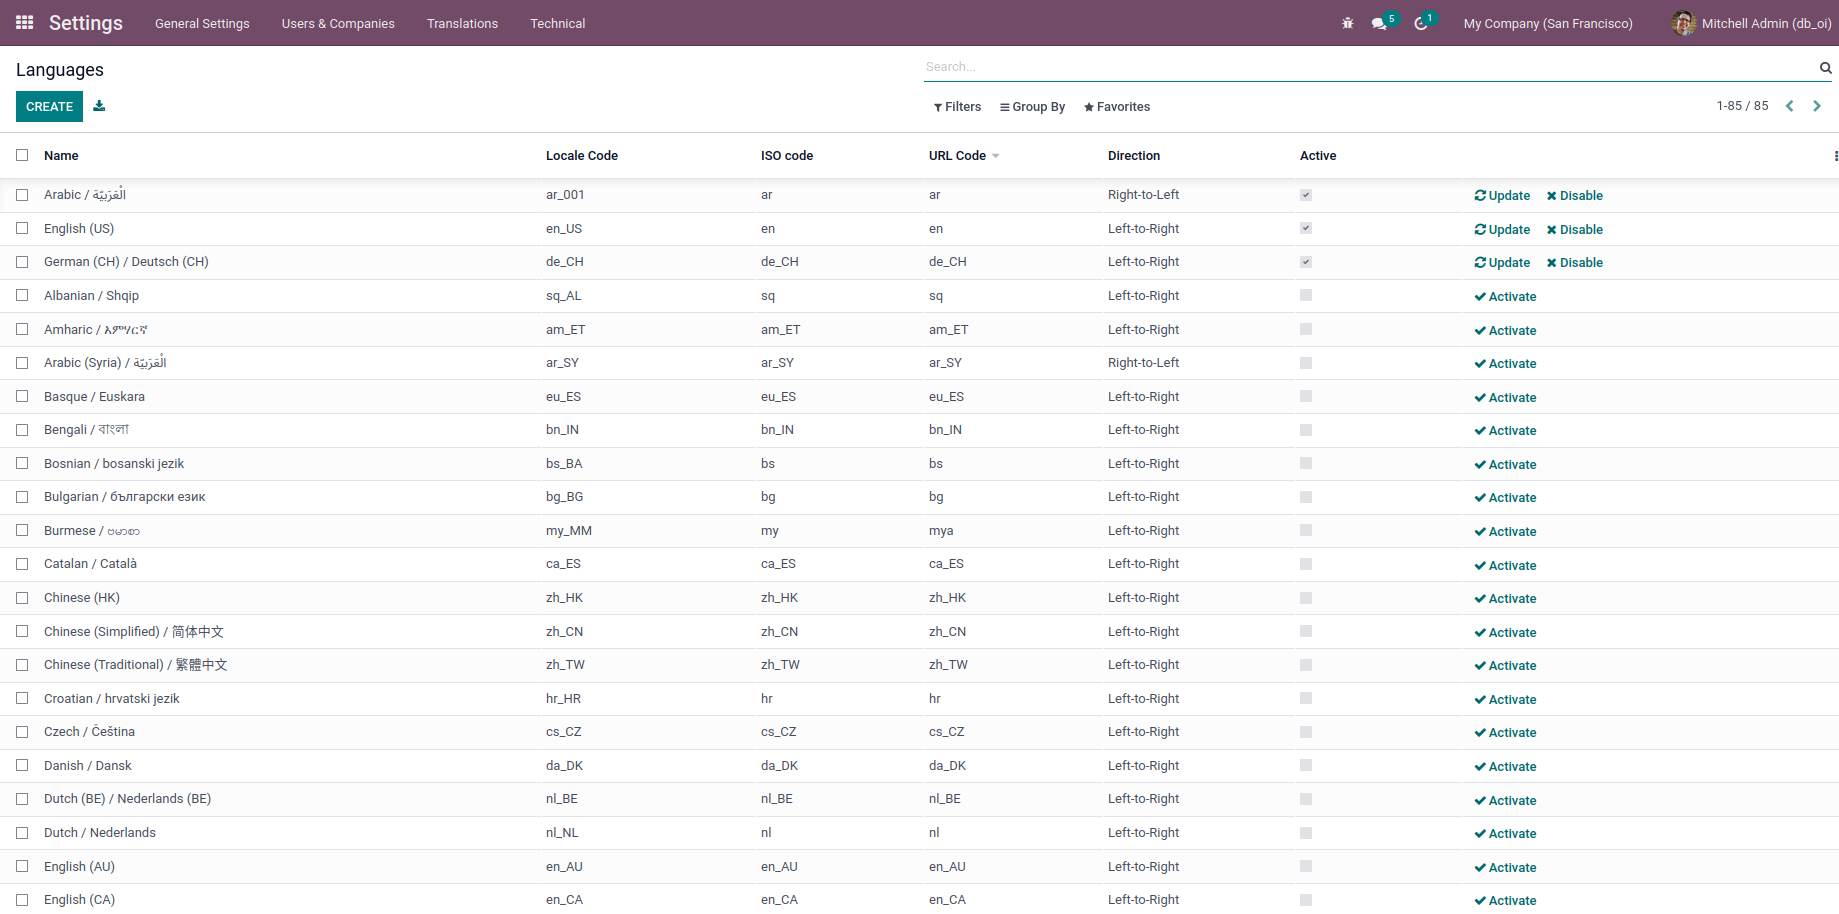 Settings General Settings Users & Companies Translations Technical 5 1 My Company (San Francisco) Mitchell Admin (db_oi)
Languages Search...
CREATE Filters Group By Favorites 1-85 / 85
Name Locale Code ISO code URL Code Direction Active
Arabic / الْعَرَبيّة ar_001 ar ar Right-to-Left Update Disable
English (US) en_US en en Left-to-Right Update Disable
German (CH) / Deutsch (CH) de_CH de_CH de_CH Left-to-Right Update Disable
Albanian / Shqip sq_AL sq sq Left-to-Right Activate
Amharic / አምሃርኛ am_ET am_ET am_ET Left-to-Right Activate
Arabic (Syria) / الْعَرَبيّة ar_SY ar_SY ar_SY Right-to-Left Activate
Basque / Euskara eu_ES eu_ES eu_ES Left-to-Right Activate
Bengali / বাংলা bn_IN bn_IN bn_IN Left-to-Right Activate
Bosnian / bosanski jezik bs_BA bs bs Left-to-Right Activate
Bulgarian / български език bg_BG bg bg Left-to-Right Activate
Burmese / ဗမာစာ my_MM my mya Left-to-Right Activate
Catalan / Català ca_ES ca_ES ca_ES Left-to-Right Activate
Chinese (HK) zh_HK zh_HK zh_HK Left-to-Right Activate
Chinese (Simplified) / 简体中文 zh_CN zh_CN zh_CN Left-to-Right Activate
Chinese (Traditional) / 繁體中文 zh_TW zh_TW zh_TW Left-to-Right Activate
Croatian / hrvatski jezik hr_HR hr hr Left-to-Right Activate
Czech / Čeština cs_CZ cs_CZ cs_CZ Left-to-Right Activate
Danish / Dansk da_DK da_DK da_DK Left-to-Right Activate
Dutch (BE) / Nederlands (BE) nl_BE nl_BE nl_BE Left-to-Right Activate
Dutch / Nederlands nl_NL nl nl Left-to-Right Activate
English (AU) en_AU en_AU en_AU Left-to-Right Activate
English (CA) en_CA en_CA en_CA Left-to-Right Activate